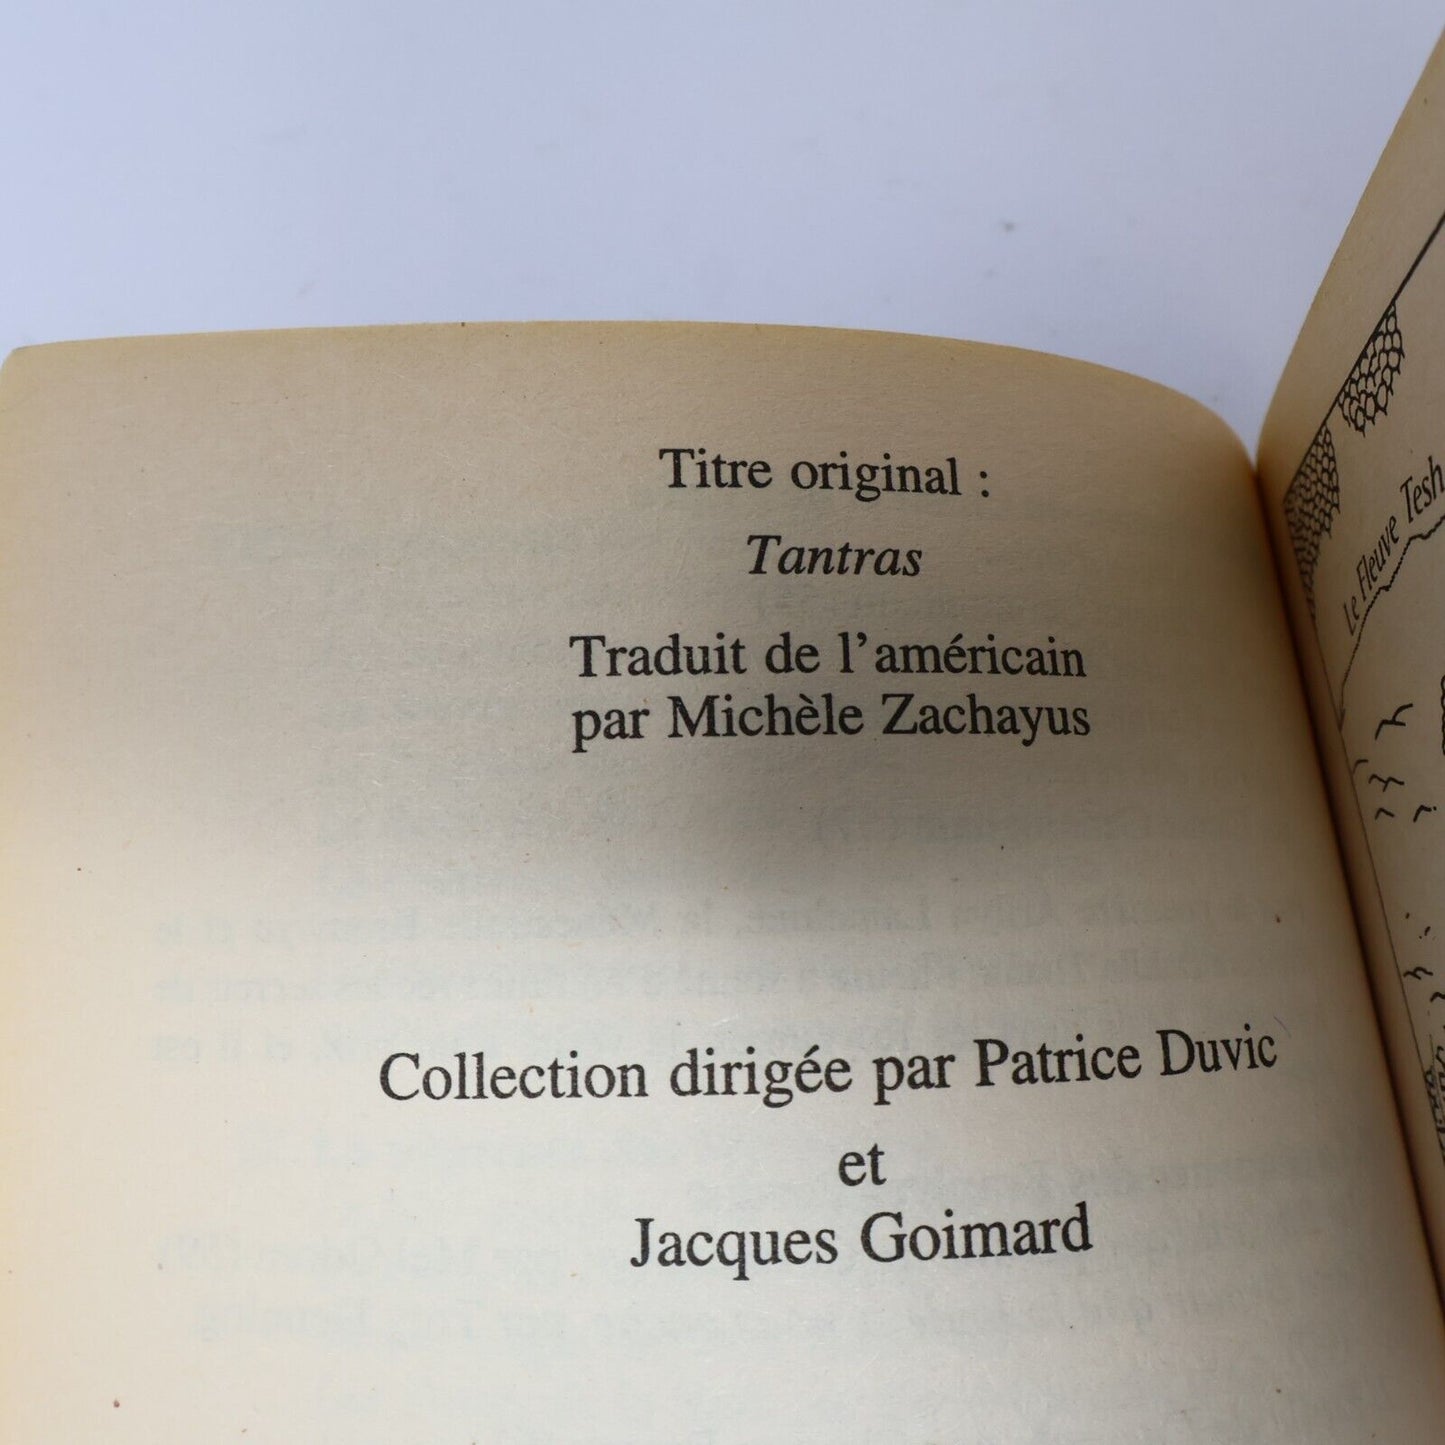 Titre original :
Tantras
Traduit de l'américain
par Michèle Zachayus
Collection dirigée par Patrice Duvic
et
Jacques Goimard
Le Fleuve Tesh